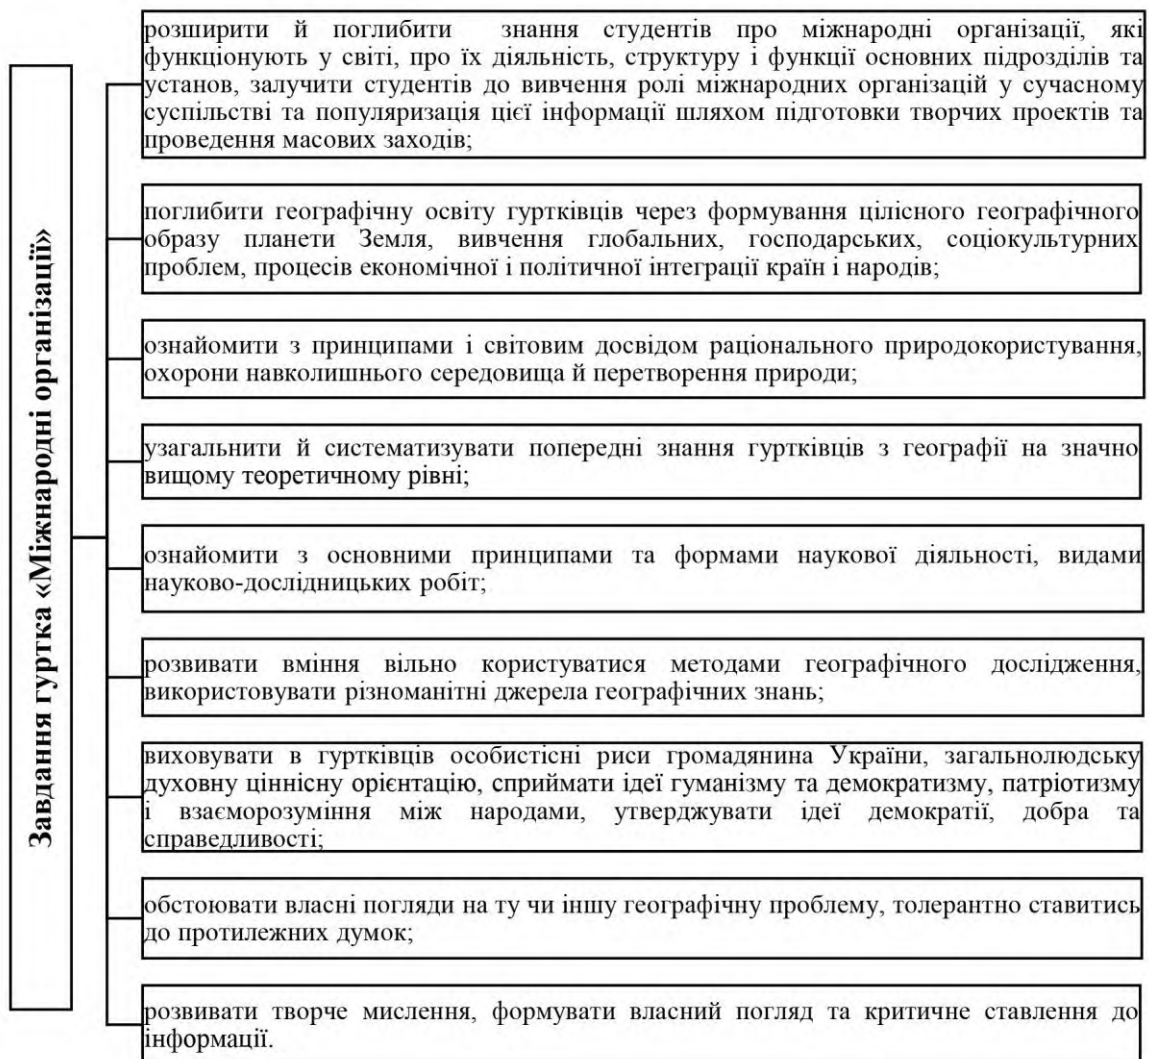 Завдання гуртка «Міжнародні організації»
розширити й поглибити знання студентів про міжнародні організації, які
функціонують у світі, про їх діяльність, структуру і функції основних підрозділів та
установ, залучити студентів до вивчення ролі міжнародних організацій у сучасному
суспільстві та популяризація цієї інформації шляхом підготовки творчих проектів та
проведення масових заходів;
поглибити географічну освіту гуртківців через формування цілісного географічного
образу планети Земля, вивчення глобальних, господарських, соціокультурних
проблем, процесів економічної і політичної інтеграції країн і народів;
ознайомити з принципами і світовим досвідом раціонального природокористування,
охорони навколишнього середовища й перетворення природи;
узагальнити й систематизувати попередні знання гуртківців з географії на значно
вищому теоретичному рівні;
ознайомити з основними принципами та формами наукової діяльності, видами
науково-дослідницьких робіт;
розвивати вміння вільно користуватися методами географічного дослідження,
використовувати різноманітні джерела географічних знань;
виховувати в гуртківців особистісні риси громадянина України, загальнолюдську
духовну ціннісну орієнтацію, сприймати ідеї гуманізму та демократизму, патріотизму
і взаєморозуміння між народами, утверджувати ідеї демократії, добра та
справедливості;
обстоювати власні погляди на ту чи іншу географічну проблему, толерантно ставитись
до протилежних думок;
розвивати творче мислення, формувати власний погляд та критичне ставлення до
інформації.